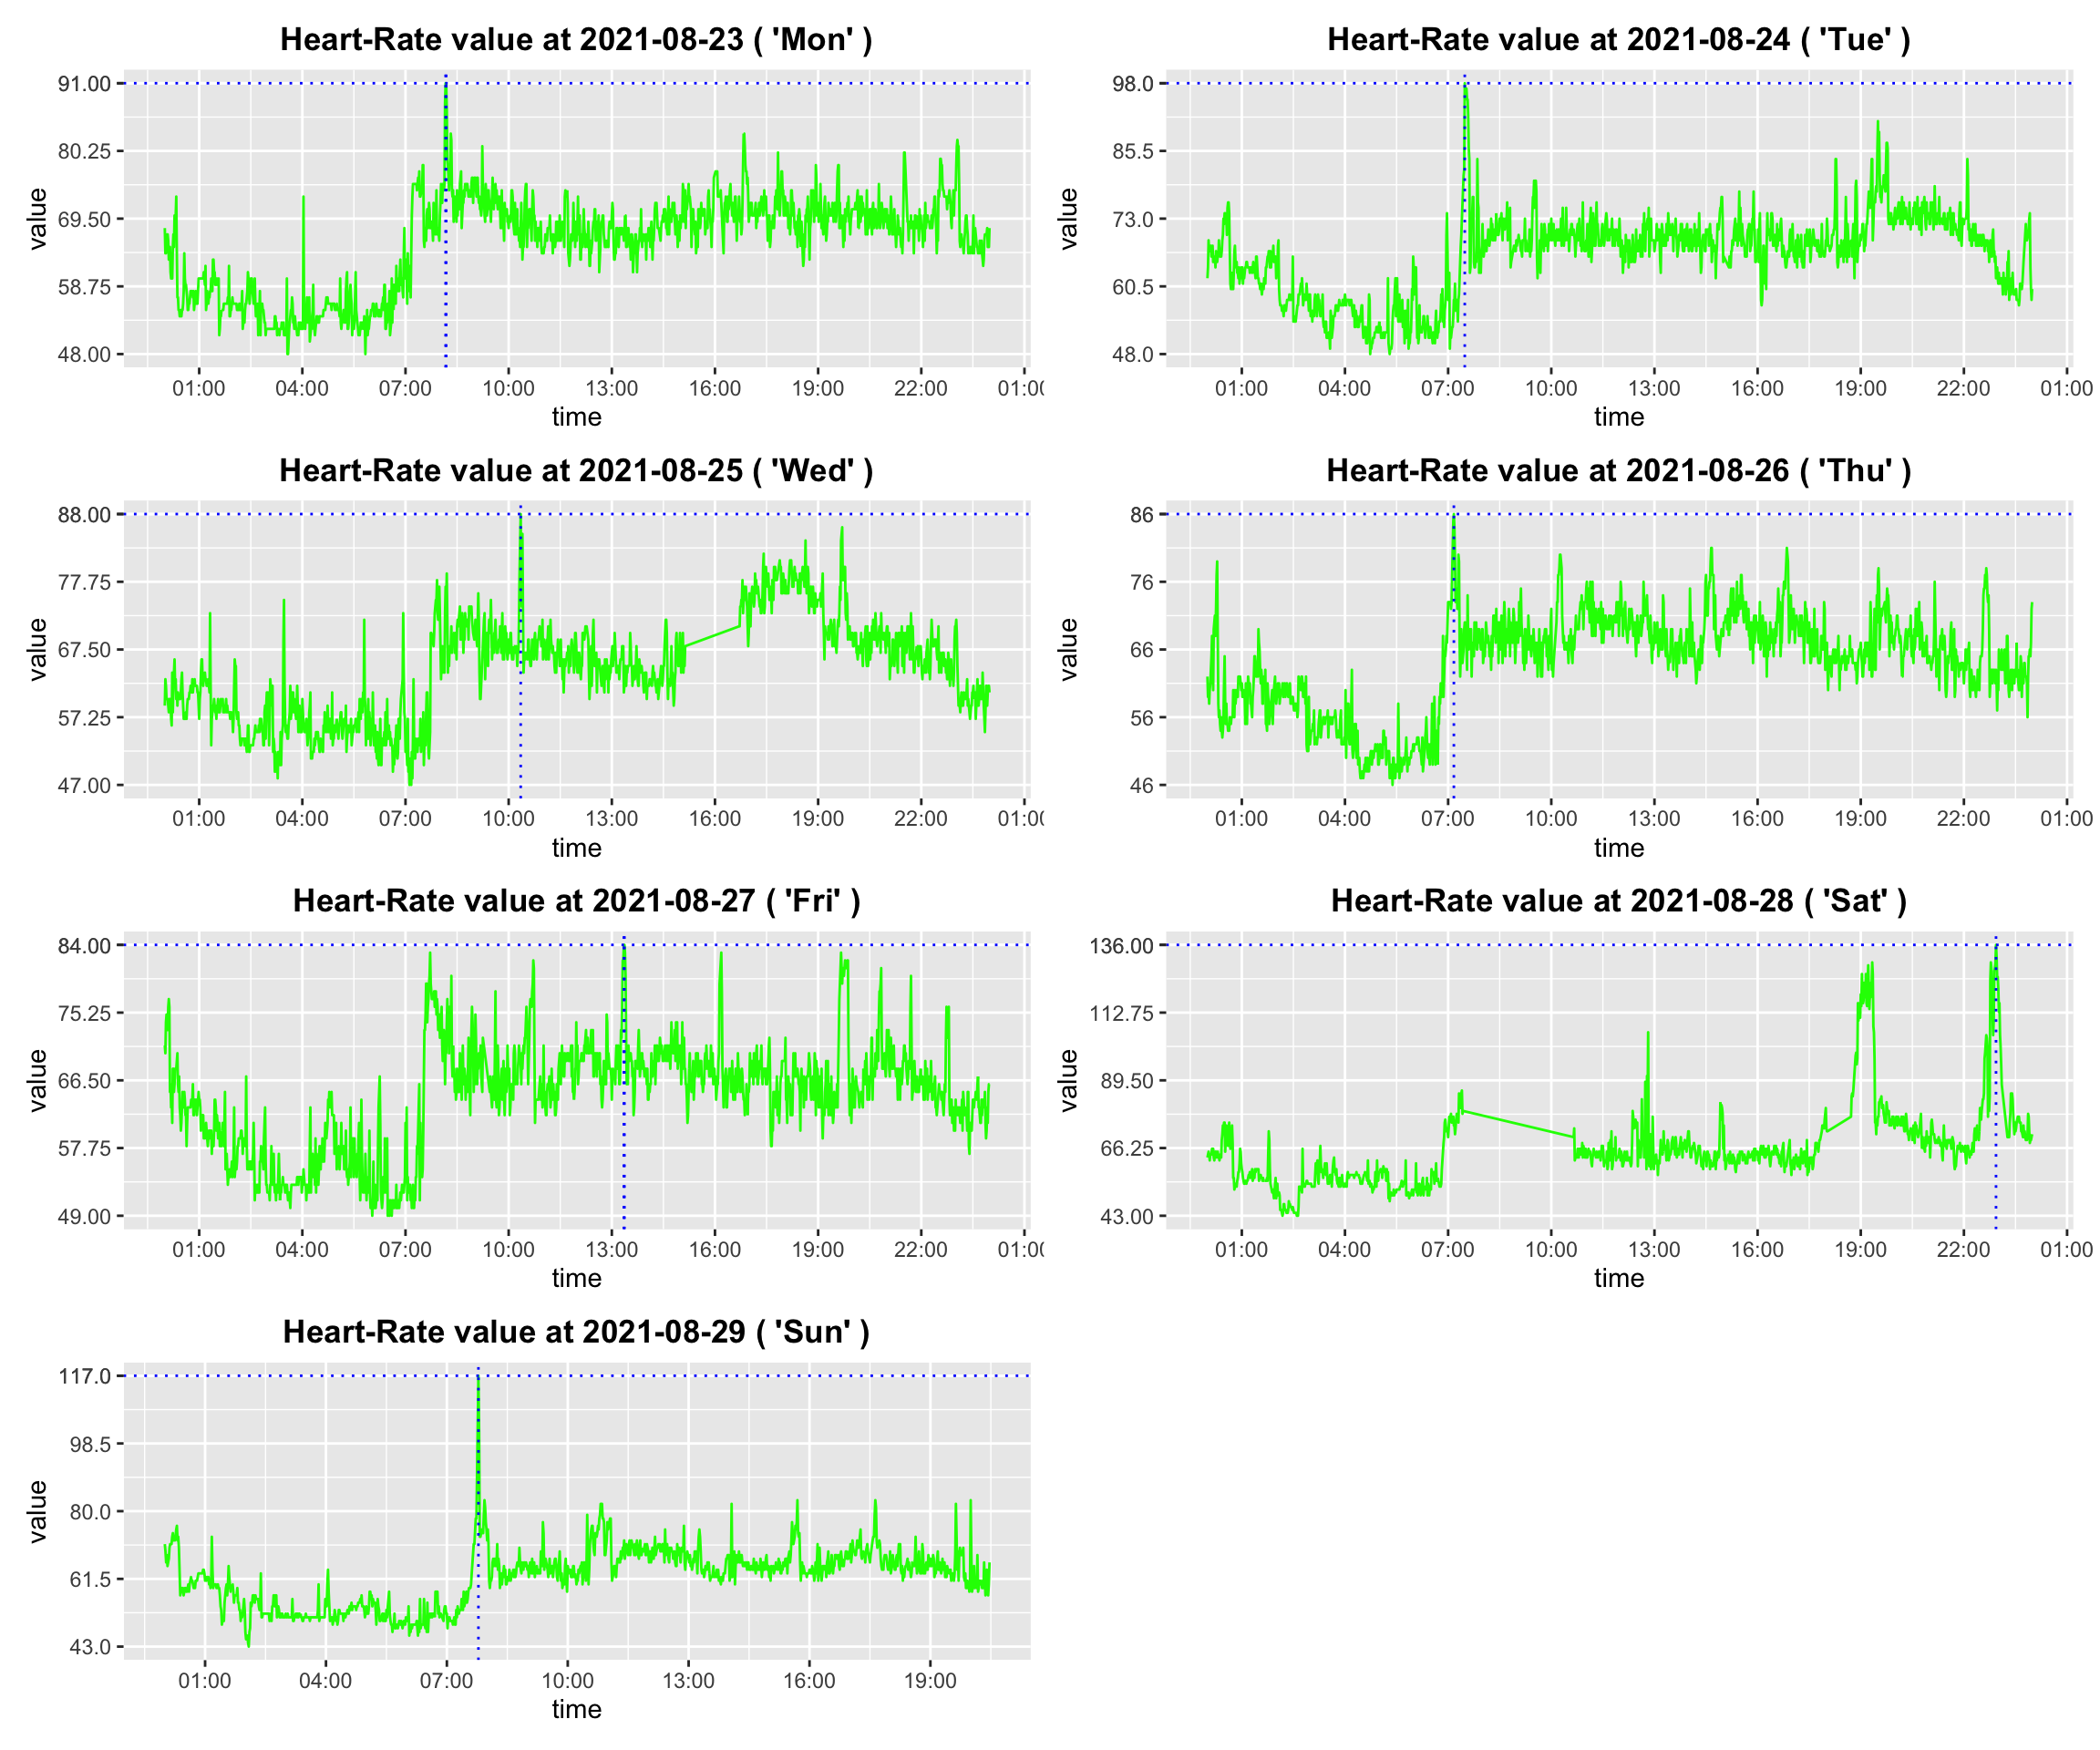 Heart-Rate value at 2021-08-23 ( 'Mon' )
value
91.00
80.25
69.50
58.75
48.00
01:00 04:00 07:00 10:00 13:00 16:00 19:00 22:00 01:00
time
Heart-Rate value at 2021-08-24 ( 'Tue' )
value
98.0
85.5
73.0
60.5
48.0
01:00 04:00 07:00 10:00 13:00 16:00 19:00 22:00 01:00
time
Heart-Rate value at 2021-08-25 ( 'Wed' )
value
88.00
77.75
67.50
57.25
47.00
01:00 04:00 07:00 10:00 13:00 16:00 19:00 22:00 01:00
time
Heart-Rate value at 2021-08-26 ( 'Thu' )
value
86
76
66
56
46
01:00 04:00 07:00 10:00 13:00 16:00 19:00 22:00 01:00
time
Heart-Rate value at 2021-08-27 ( 'Fri' )
value
84.00
75.25
66.50
57.75
49.00
01:00 04:00 07:00 10:00 13:00 16:00 19:00 22:00 01:00
time
Heart-Rate value at 2021-08-28 ( 'Sat' )
value
136.00
112.75
89.50
66.25
43.00
01:00 04:00 07:00 10:00 13:00 16:00 19:00 22:00 01:00
time
Heart-Rate value at 2021-08-29 ( 'Sun' )
value
117.0
98.5
80.0
61.5
43.0
01:00 04:00 07:00 10:00 13:00 16:00 19:00
time